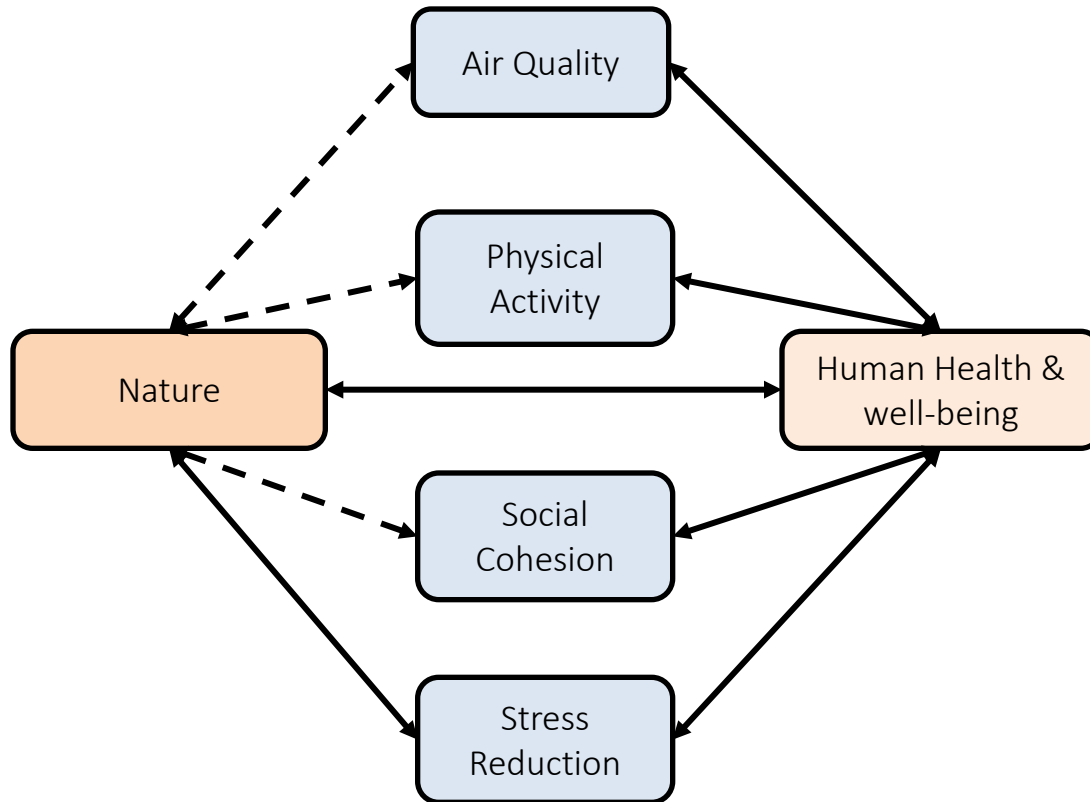 Air Quality
Physical
Activity
Nature
Human Health &
well-being
Social
Cohesion
Stress
Reduction